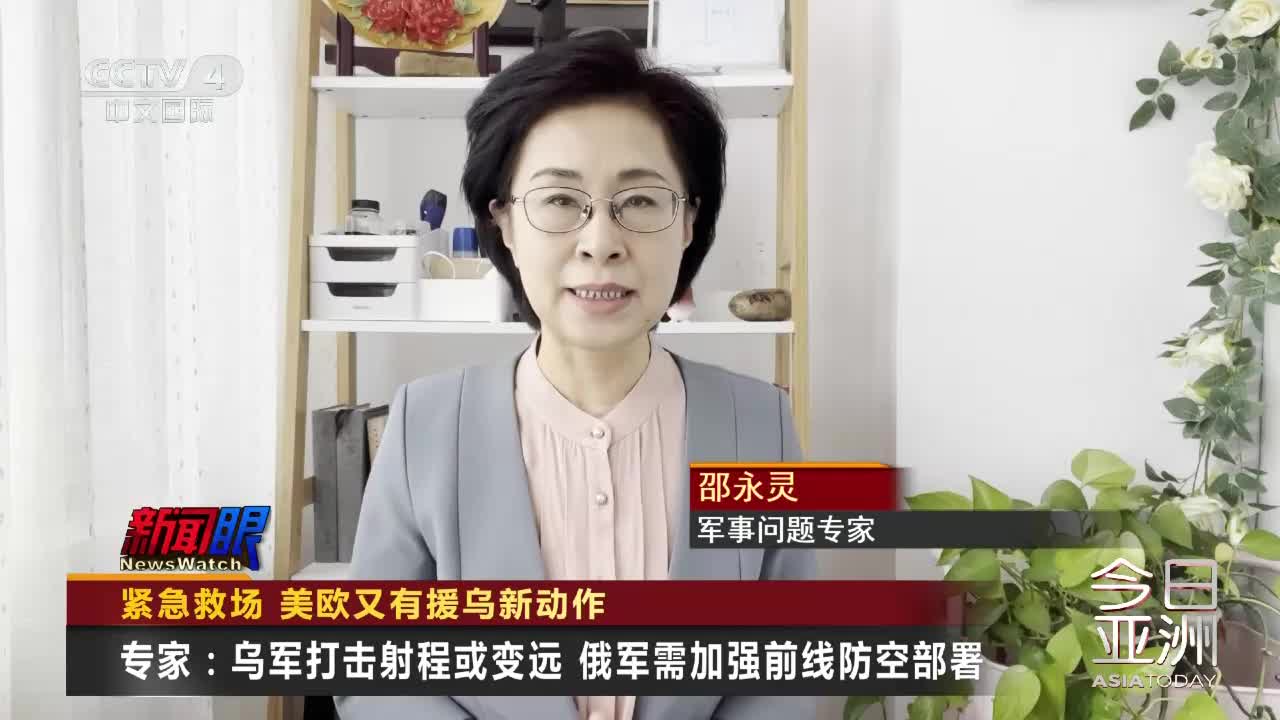 CCTV 4
中文国际
邵永灵
军事问题专家
新闻眼
NewsWatch
紧急救场 美欧又有援乌新动作
专家：乌军打击射程或变远 俄军需加强前线防空部署
今日
亚洲
ASIA TODAY